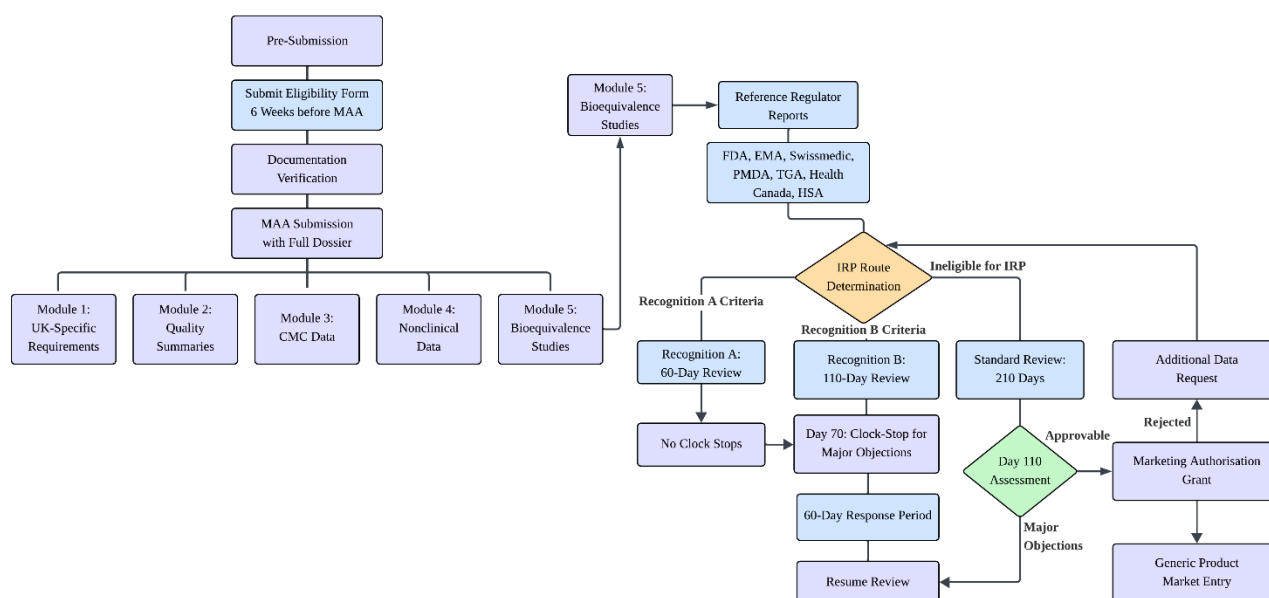 Pre-Submission
Submit Eligibility Form
6 Weeks before MAA
Documentation
Verification
MAA Submission
with Full Dossier
Module 1:
UK-Specific
Requirements
Module 2:
Quality
Summaries
Module 3:
CMC Data
Module 4:
Nonclinical
Data
Module 5:
Bioequivalence
Studies
Module 5:
Bioequivalence
Studies
Reference Regulator
Reports
FDA, EMA, Swissmedic,
PMDA, TGA, Health
Canada, HSA
IRP Route
Determination
Ineligible for IRP
Recognition A Criteria
Recognition B Criteria
Recognition A:
60-Day Review
Recognition B:
110-Day Review
Standard Review:
210 Days
Additional Data
Request
No Clock Stops
Day 70: Clock-Stop for
Major Objections
Day 110
Assessment
Approvable
Rejected
Marketing Authorisation
Grant
60-Day Response Period
Major
Objections
Resume Review
Generic Product
Market Entry